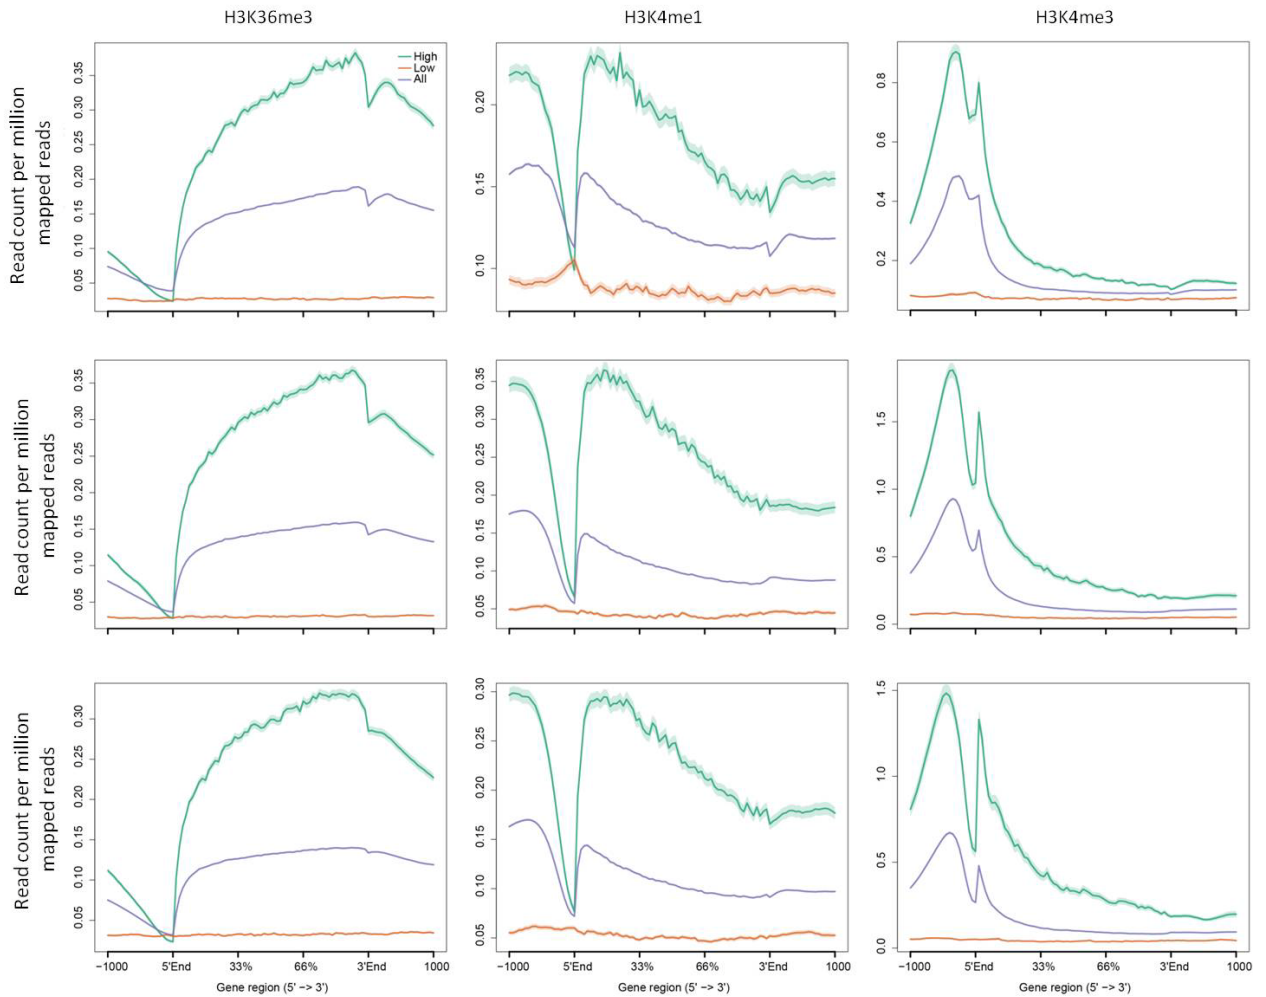 H3K36me3 H3K4me1 H3K4me3
Read count per million
mapped reads
0.05 0.10 0.15 0.20 0.25 0.30 0.35
High
Low
All
0.10 0.15 0.20
0.2 0.4 0.6 0.8
Read count per million
mapped reads
0.05 0.10 0.15 0.20 0.25 0.30 0.35
0.05 0.10 0.15 0.20 0.25 0.30 0.35
0.0 0.5 1.0 1.5
Read count per million
mapped reads
0.05 0.10 0.15 0.20 0.25 0.30
0.05 0.10 0.15 0.20 0.25 0.30
0.0 0.5 1.0 1.5
−1000 5'End 33% 66% 3'End 1000
−1000 5'End 33% 66% 3'End 1000
−1000 5'End 33% 66% 3'End 1000
Gene region (5' −> 3') Gene region (5' −> 3') Gene region (5' −> 3')